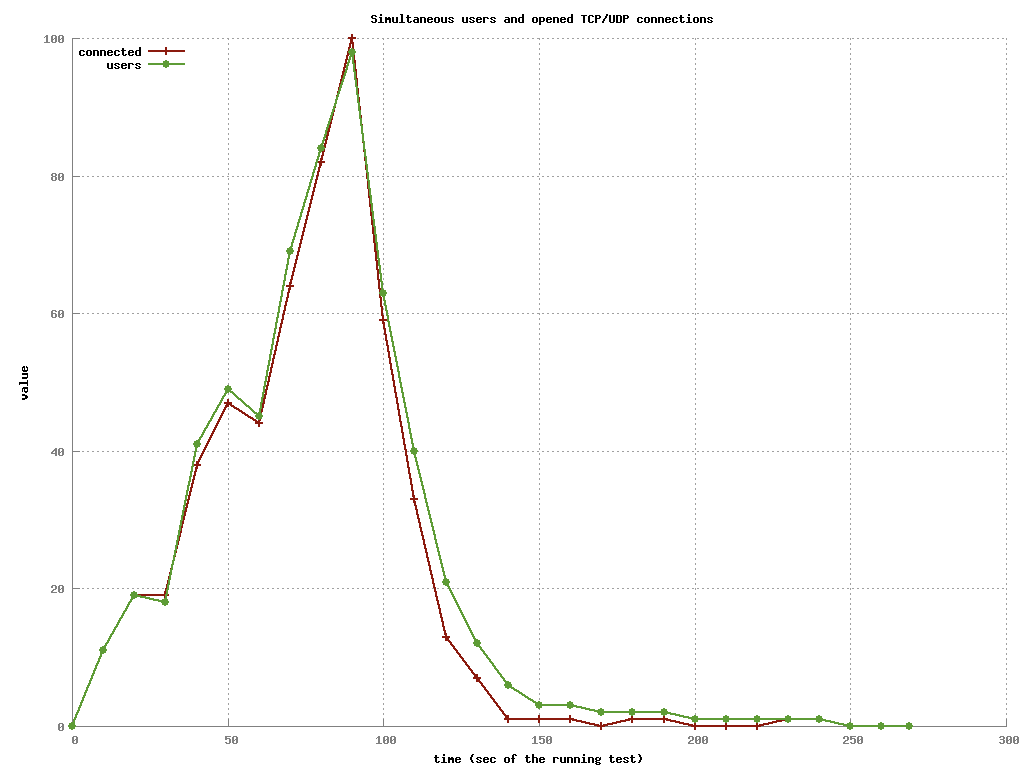 Simultaneous users and opened TCP/UDP connections
100
connected
users
80
60
value
40
20
0
0 50 100 150 200 250 300
time (sec of the running test)